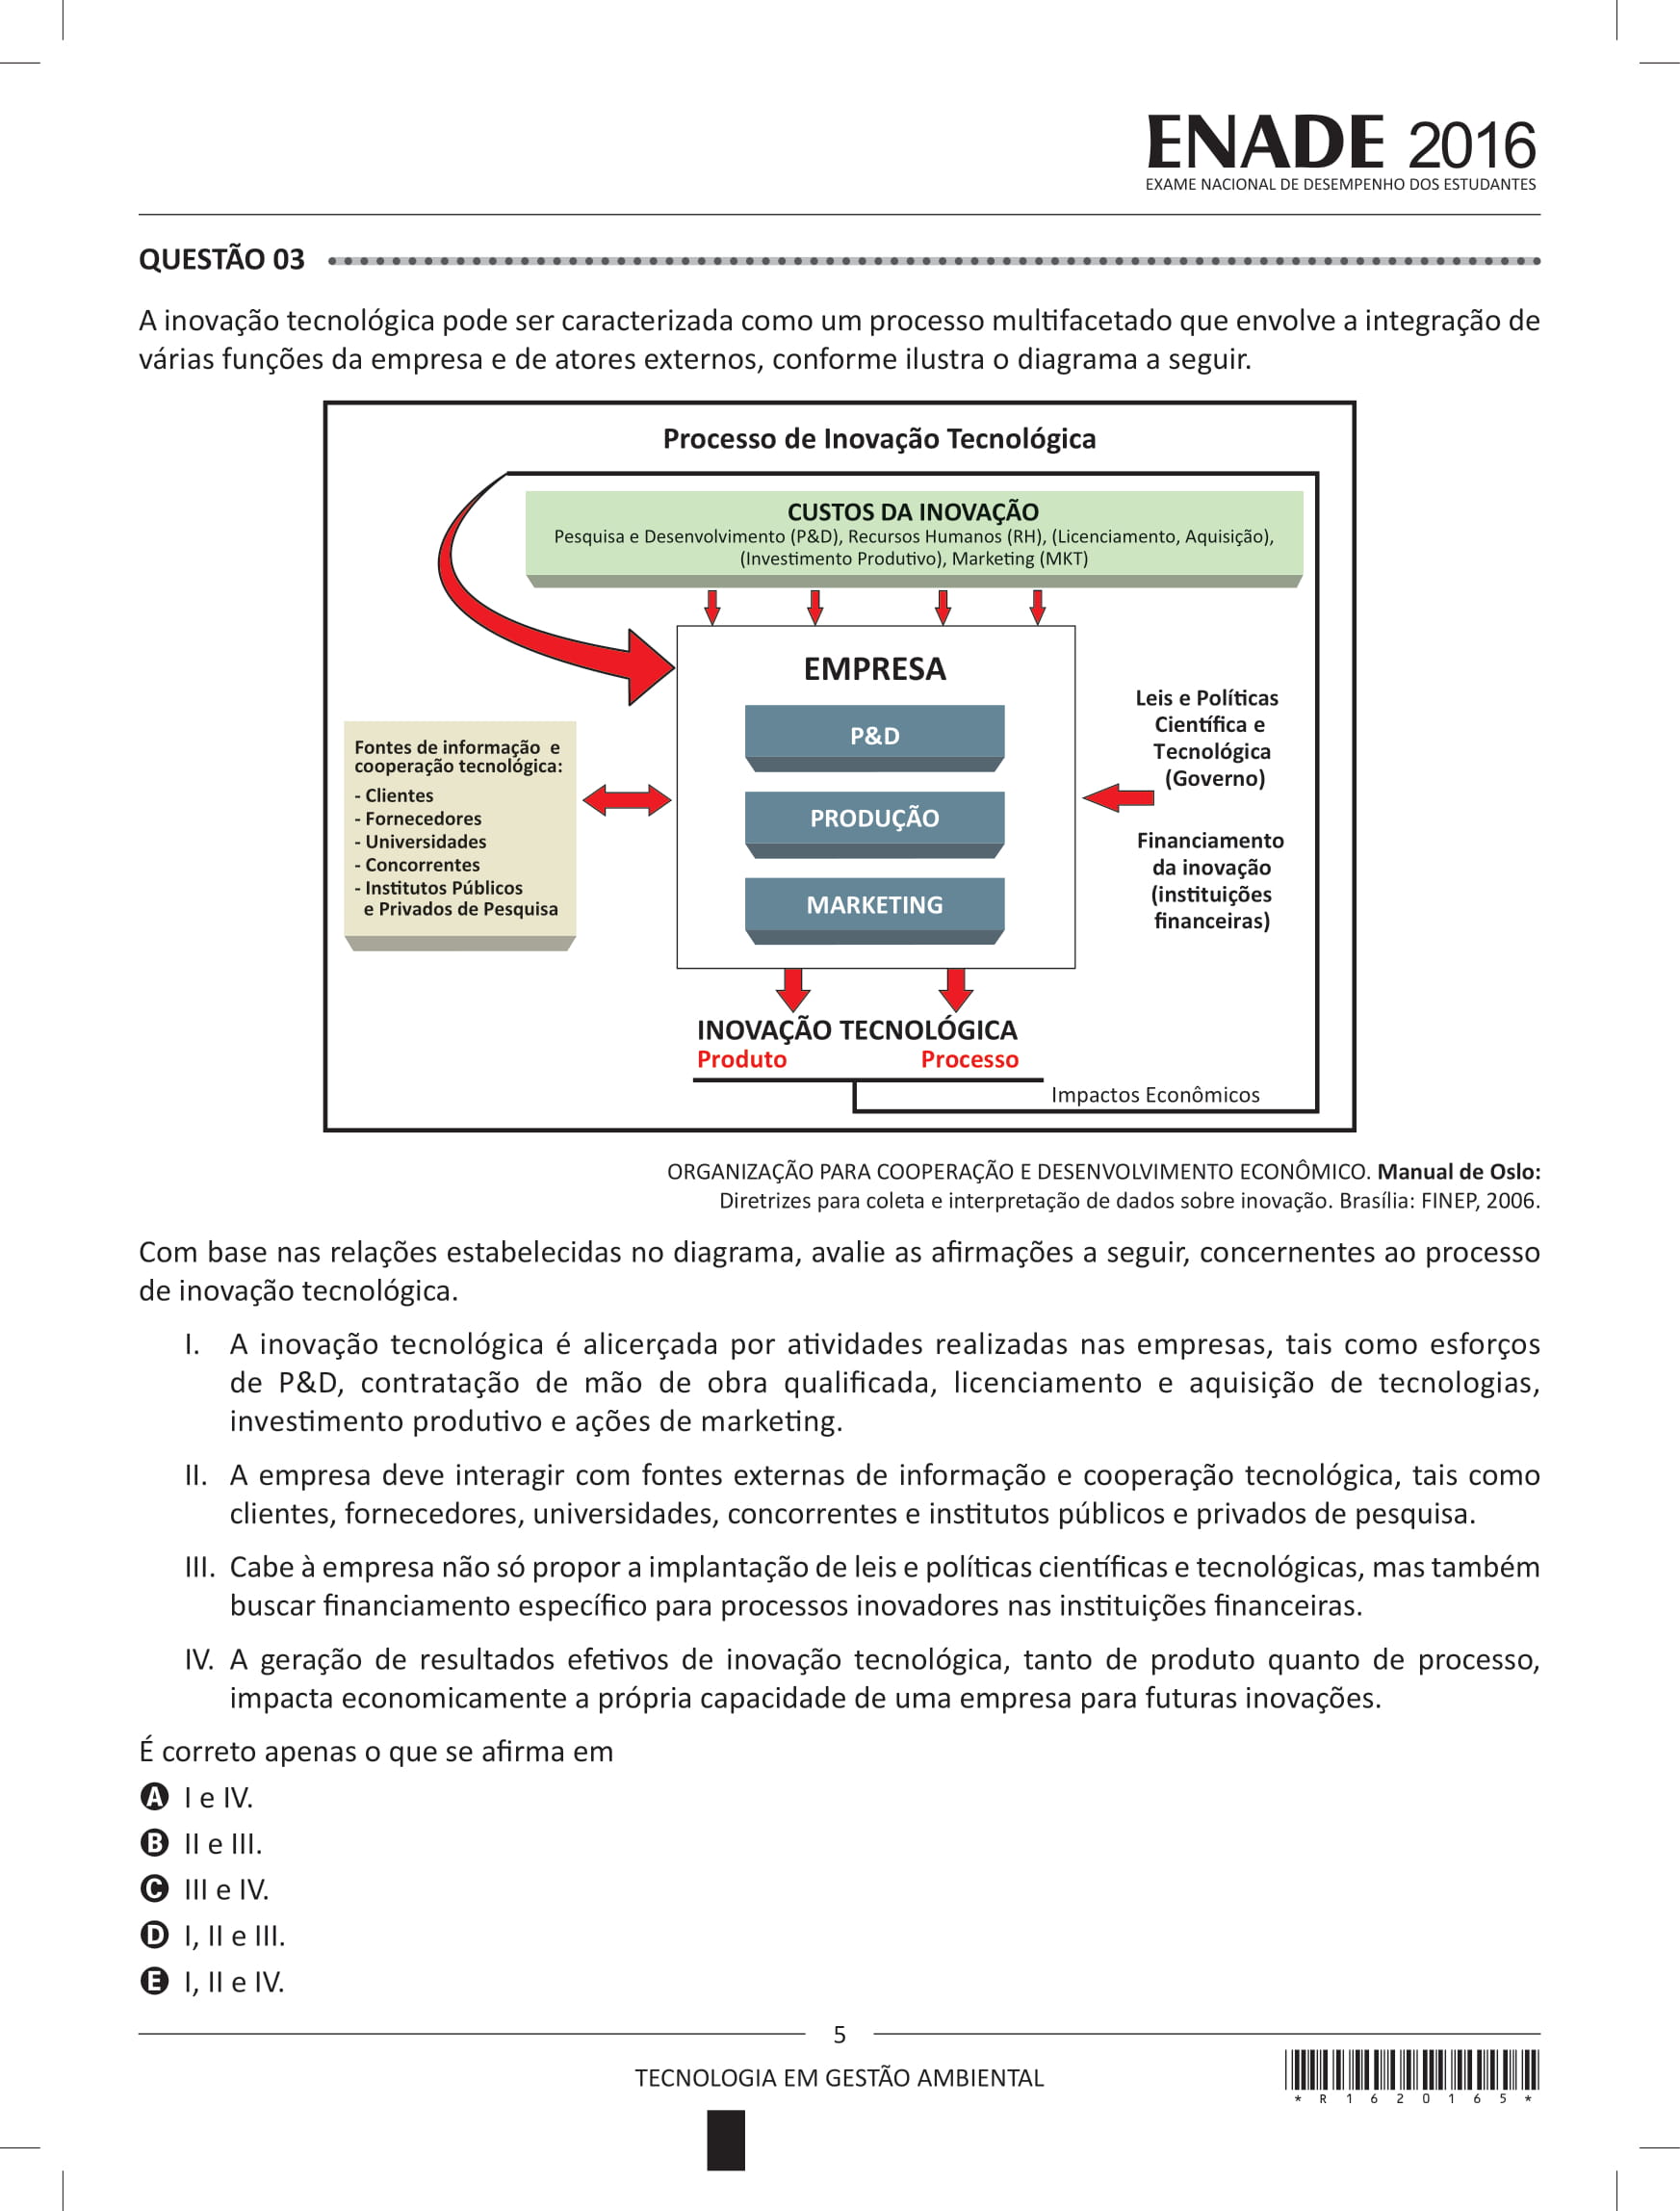 ENADE 2016
EXAME NACIONAL DE DESEMPENHO DOS ESTUDANTES
QUESTÃO 03
A inovação tecnológica pode ser caracterizada como um processo multifacetado que envolve a integração de
várias funções da empresa e de atores externos, conforme ilustra o diagrama a seguir.
Processo de Inovação Tecnológica
CUSTOS DA INOVAÇÃO
Pesquisa e Desenvolvimento (P&D), Recursos Humanos (RH), (Licenciamento, Aquisição),
(Investimento Produtivo), Marketing (MKT)
EMPRESA
P&D
PRODUÇÃO
MARKETING
Fontes de informação e
cooperação tecnológica:
- Clientes
- Fornecedores
- Universidades
- Concorrentes
- Institutos Públicos
e Privados de Pesquisa
Leis e Políticas
Científica e
Tecnológica
(Governo)
Financiamento
da inovação
(instituições
financeiras)
INOVAÇÃO TECNOLÓGICA
Produto Processo
Impactos Econômicos
ORGANIZAÇÃO PARA COOPERAÇÃO E DESENVOLVIMENTO ECONÔMICO. Manual de Oslo:
Diretrizes para coleta e interpretação de dados sobre inovação. Brasília: FINEP, 2006.
Com base nas relações estabelecidas no diagrama, avalie as afirmações a seguir, concernentes ao processo
de inovação tecnológica.
I. A inovação tecnológica é alicerçada por atividades realizadas nas empresas, tais como esforços
de P&D, contratação de mão de obra qualificada, licenciamento e aquisição de tecnologias,
investimento produtivo e ações de marketing.
II. A empresa deve interagir com fontes externas de informação e cooperação tecnológica, tais como
clientes, fornecedores, universidades, concorrentes e institutos públicos e privados de pesquisa.
III. Cabe à empresa não só propor a implantação de leis e políticas científicas e tecnológicas, mas também
buscar financiamento específico para processos inovadores nas instituições financeiras.
IV. A geração de resultados efetivos de inovação tecnológica, tanto de produto quanto de processo,
impacta economicamente a própria capacidade de uma empresa para futuras inovações.
É correto apenas o que se afirma em
A I e IV.
B II e III.
C III e IV.
D I, II e III.
E I, II e IV.
5
TECNOLOGIA EM GESTÃO AMBIENTAL
* R 1 6 2 0 1 6 5 *